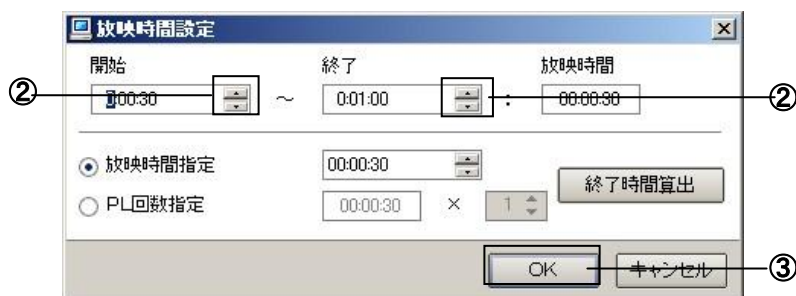 放映時間設定
開始 終了 放映時間
② 0:00:30 ～ 0:01:00 : 00:00:30 ②
放映時間指定 00:00:30
終了時間算出
PL回数指定 00:00:30 × 1
OK キャンセル ③